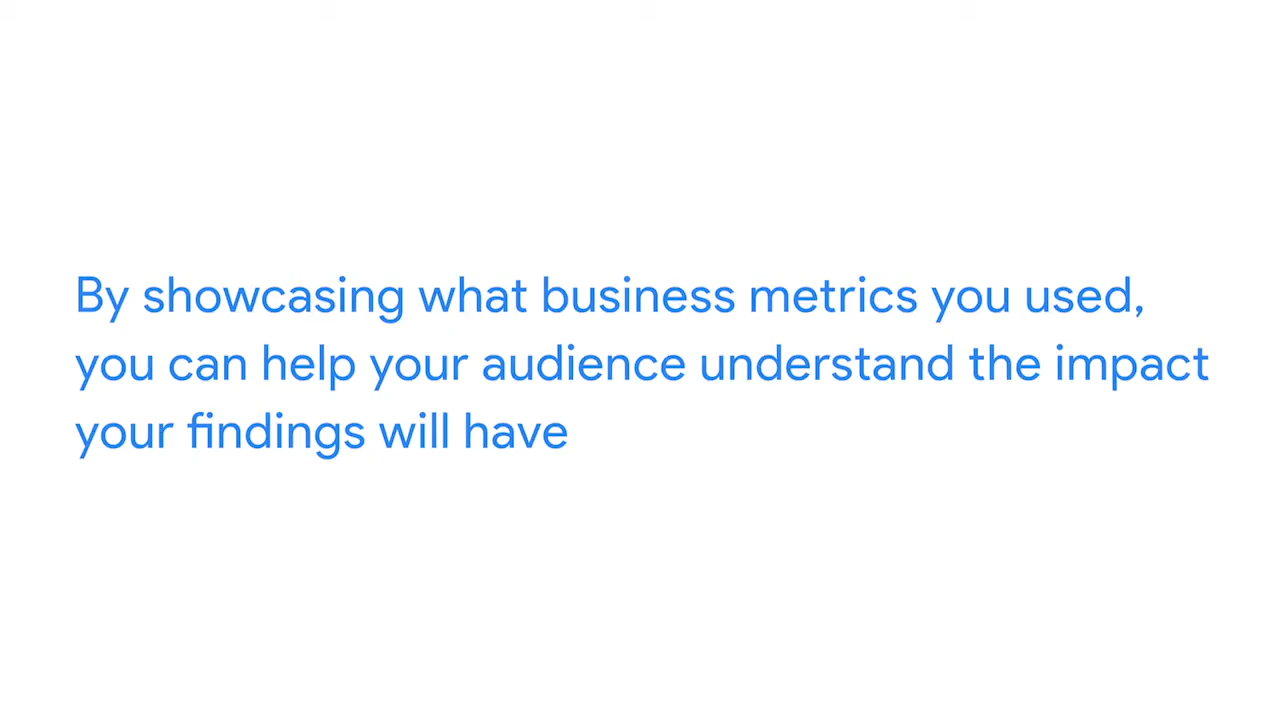 By showcasing what business metrics you used,
you can help your audience understand the impact
your findings will have